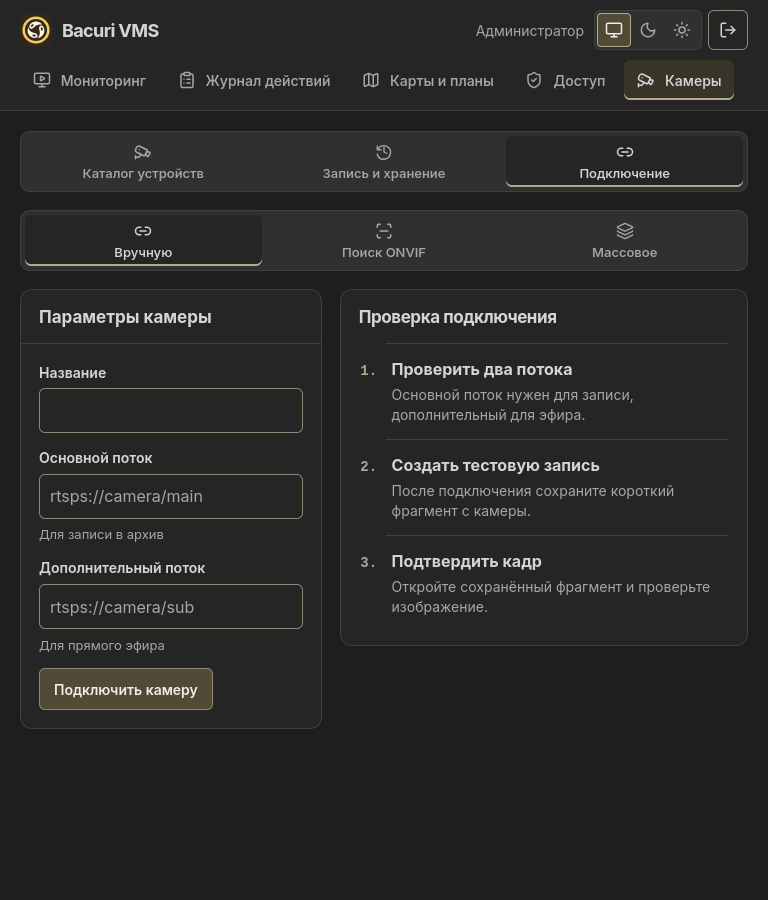 Bacuri VMS
Администратор
Мониторинг
Журнал действий
Карты и планы
Доступ
Камеры
Каталог устройств
Запись и хранение
Подключение
Вручную
Поиск ONVIF
Массовое
Параметры камеры
Название
Основной поток
rtsps://camera/main
Для записи в архив
Дополнительный поток
rtsps://camera/sub
Для прямого эфира
Подключить камеру
Проверка подключения
1. Проверить два потока
Основной поток нужен для записи,
дополнительный для эфира.
2. Создать тестовую запись
После подключения сохраните короткий
фрагмент с камеры.
3. Подтвердить кадр
Откройте сохранённый фрагмент и проверьте
изображение.